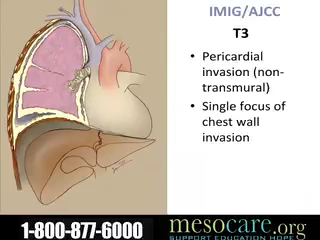 IMIG/AJCC
T3
• Pericardial
invasion (non-
transmural)
• Single focus of
chest wall
invasion
1-800-877-6000
mesocare.org
SUPPORT EDUCATION HOPE